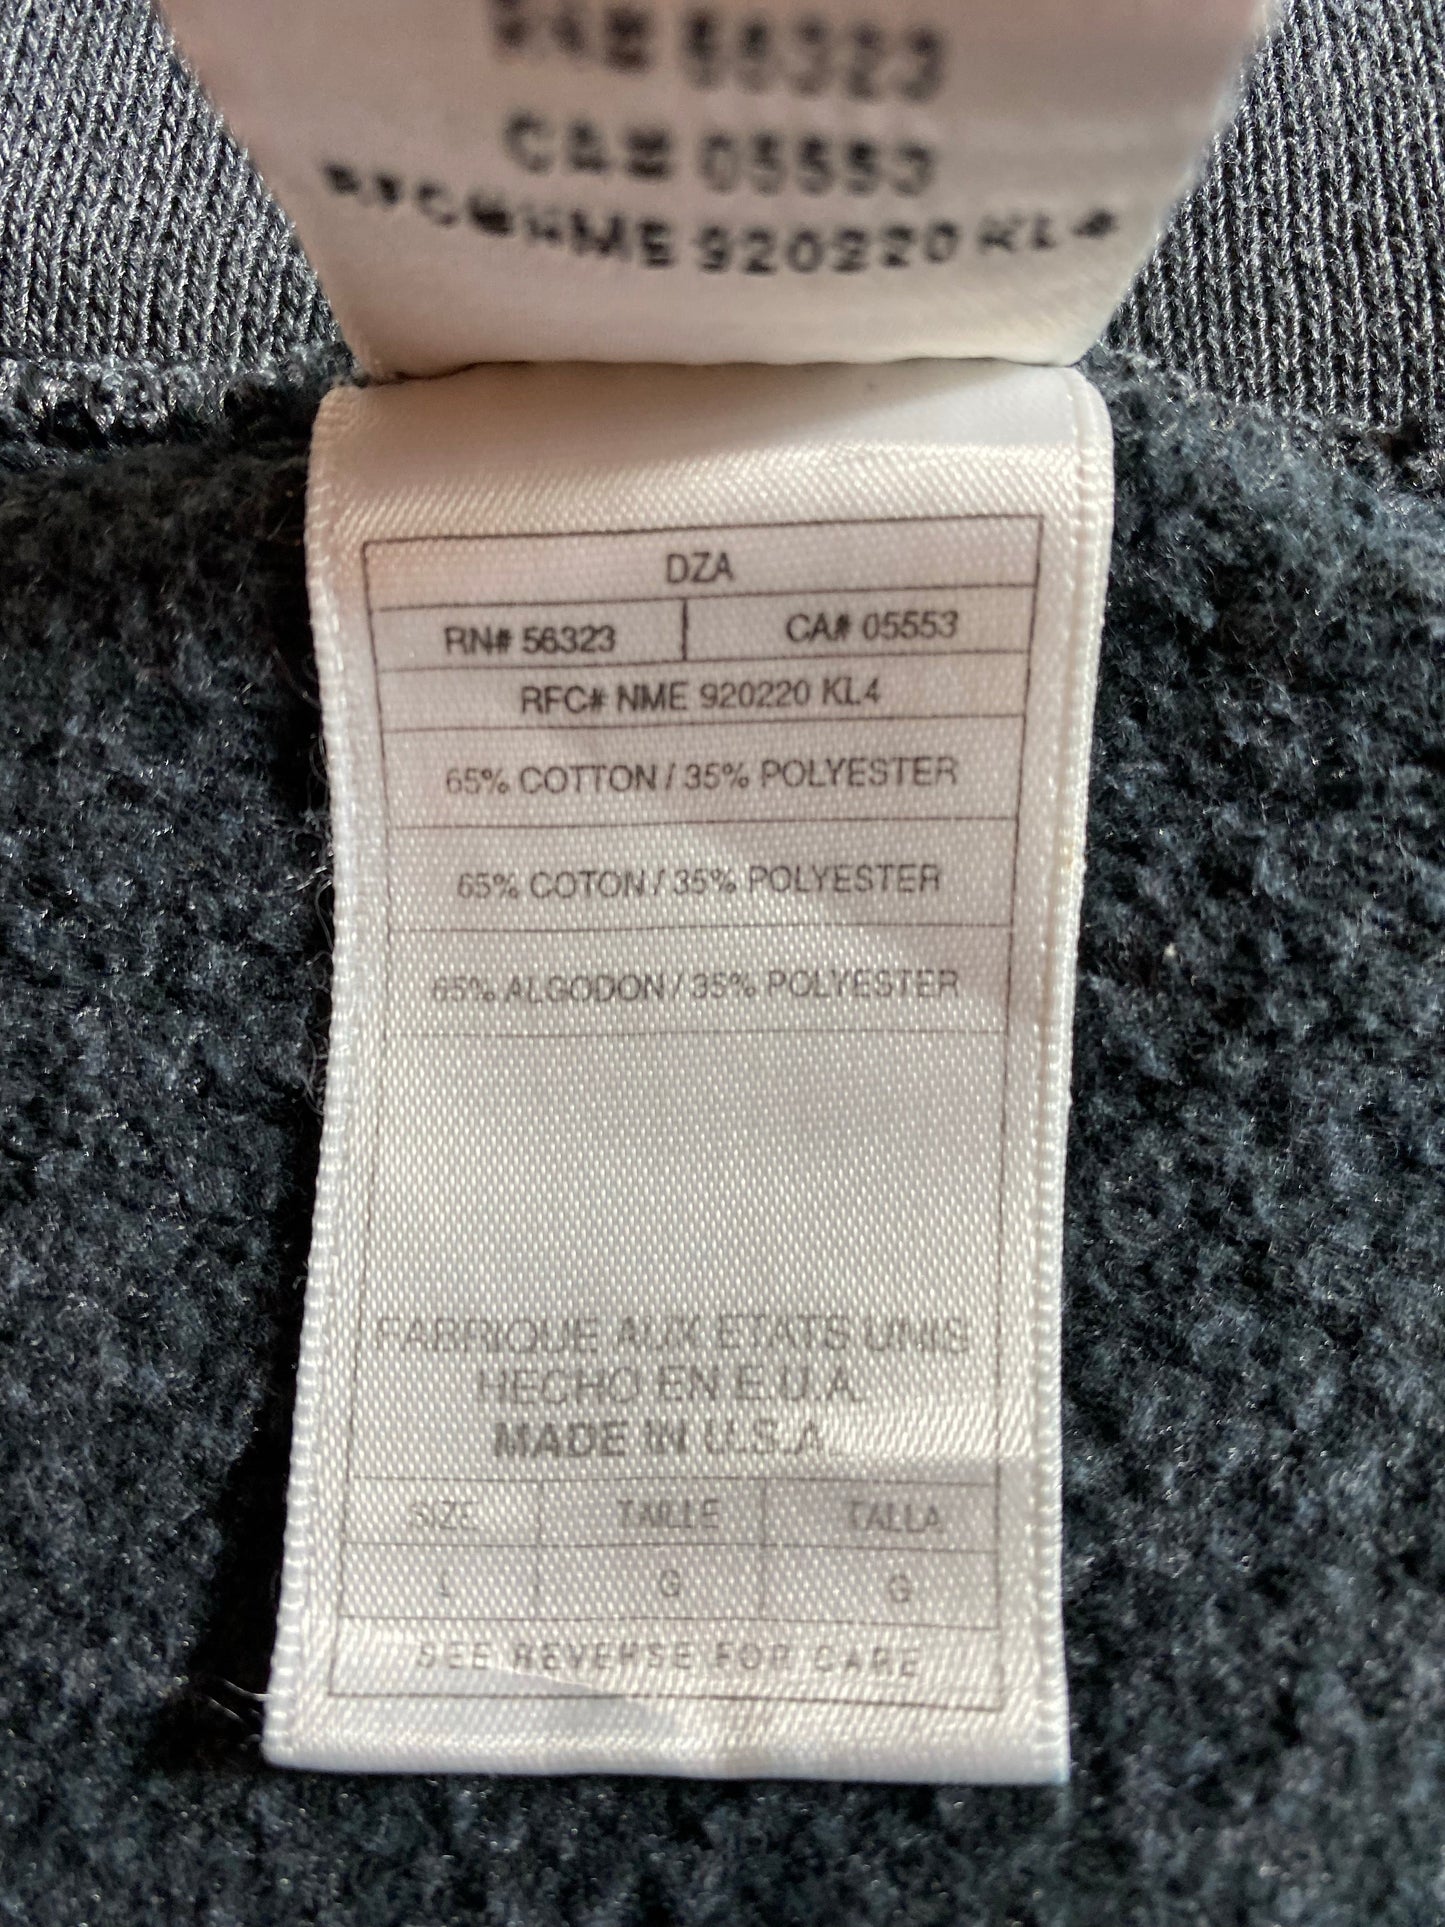 RN# 56323
CA# 05553
RFC# NME 920220 KL4
DZA
RN# 56323 CA# 05553
RFC# NME 920220 KL4
65% COTTON / 35% POLYESTER
65% COTON / 35% POLYESTER
65% ALGODON / 35% POLYESTER
FABRIQUE AUX ETATS UNIS
HECHO EN E.U.A.
MADE IN U.S.A.
SIZE TAILLE TALLA
L G G
SEE REVERSE FOR CARE